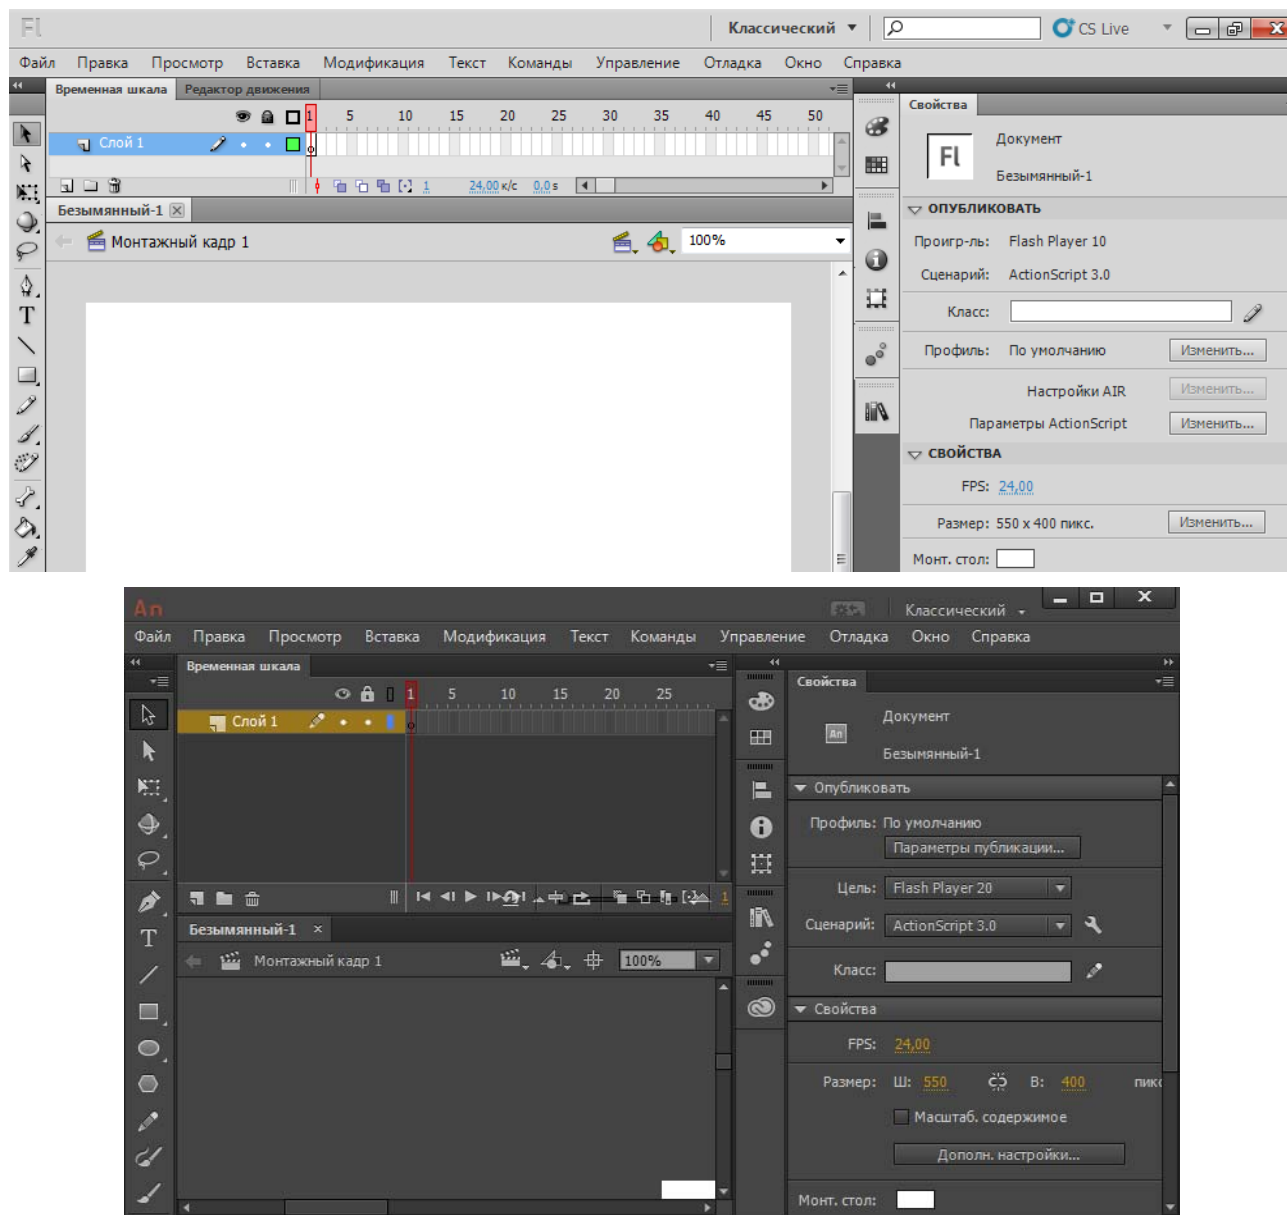 Fl Классический CS Live
Файл Правка Просмотр Вставка Модификация Текст Команды Управление Отладка Окно Справка
Временная шкала Редактор движения
1 5 10 15 20 25 30 35 40 45 50
Слой 1
1 24,00 к/с 0,0 s
Безымянный-1
Монтажный кадр 1 100%
Свойства
Fl
Документ
Безымянный-1
ОПУБЛИКОВАТЬ
Проигр-ль: Flash Player 10
Сценарий: ActionScript 3.0
Класс:
Профиль: По умолчанию Изменить...
Настройки AIR Изменить...
Параметры ActionScript Изменить...
СВОЙСТВА
FPS: 24,00
Размер: 550 x 400 пикс. Изменить...
Монт. стол:
An Классический
Файл Правка Просмотр Вставка Модификация Текст Команды Управление Отладка Окно Справка
Временная шкала
1 5 10 15 20 25
Слой 1
1
Безымянный-1
Монтажный кадр 1 100%
Свойства
An
Документ
Безымянный-1
Опубликовать
Профиль: По умолчанию
Параметры публикации...
Цель: Flash Player 20
Сценарий: ActionScript 3.0
Класс:
Свойства
FPS: 24,00
Размер: Ш: 550 В: 400 пикс
Масштаб. содержимое
Дополн. настройки...
Монт. стол: